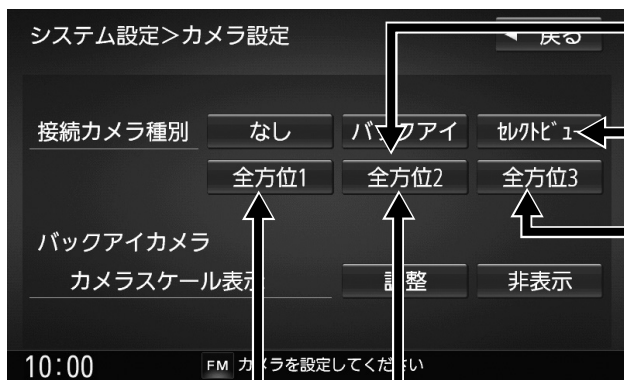 システム設定＞カメラ設定 ◀ 戻る
接続カメラ種別 なし バックアイ ｾﾚｸﾄﾋﾞｭｰ
全方位1 全方位2 全方位3
バックアイカメラ
カメラスケール表示 調整 非表示
10:00 FM カメラを設定してください